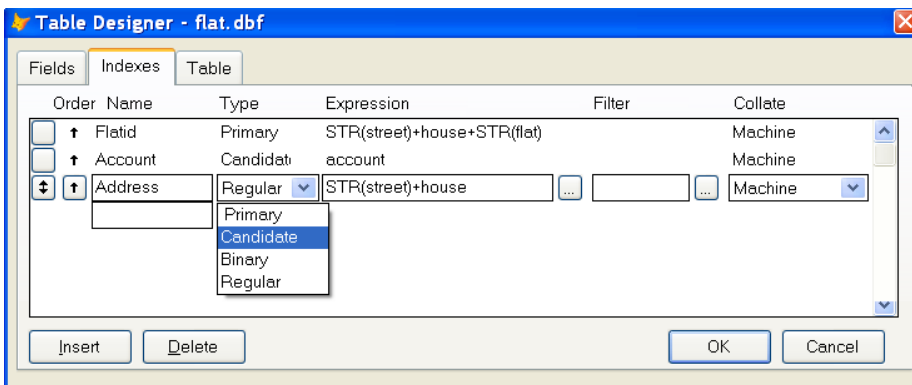 Table Designer - flat.dbf
Fields Indexes Table
Order Name Type Expression Filter Collate
Flatid Primary STR(street)+house+STR(flat) Machine
Account Candidat account Machine
Address Regular STR(street)+house ... ... Machine
Primary
Candidate
Binary
Regular
Insert Delete OK Cancel